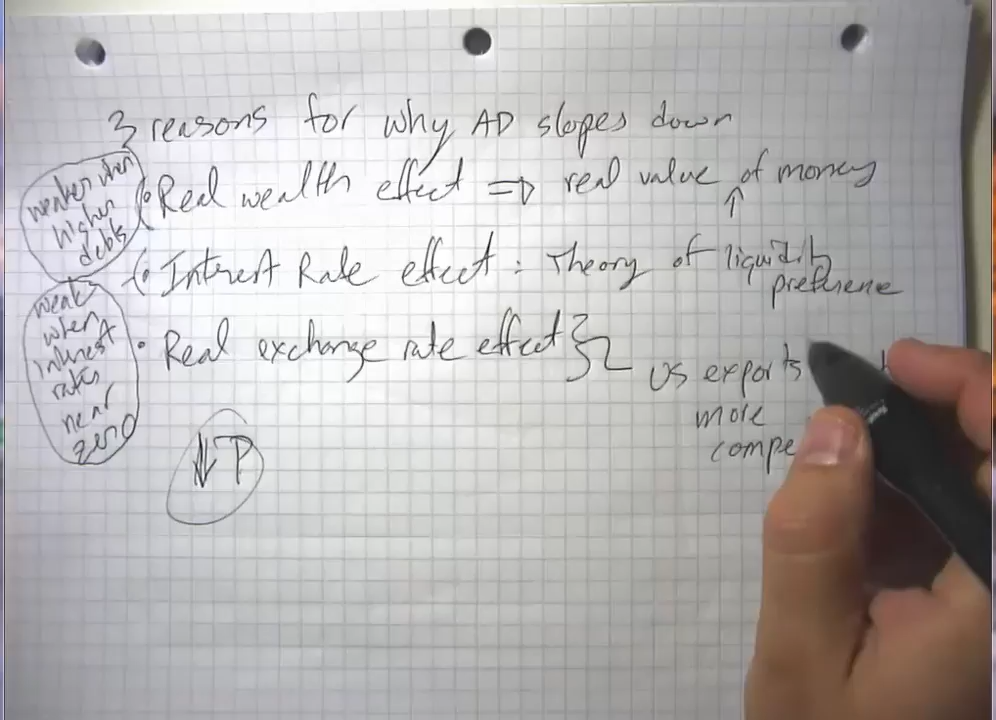 3 reasons for why AD slopes down
weaker when
higher
debts
• Real wealth effect ⇒ real value of money
↑
• Interest Rate effect : Theory of liquidity
preference
weak
when
interest
rates
near
zero
• Real exchange rate effect }
US exports
more
compe
↓ P